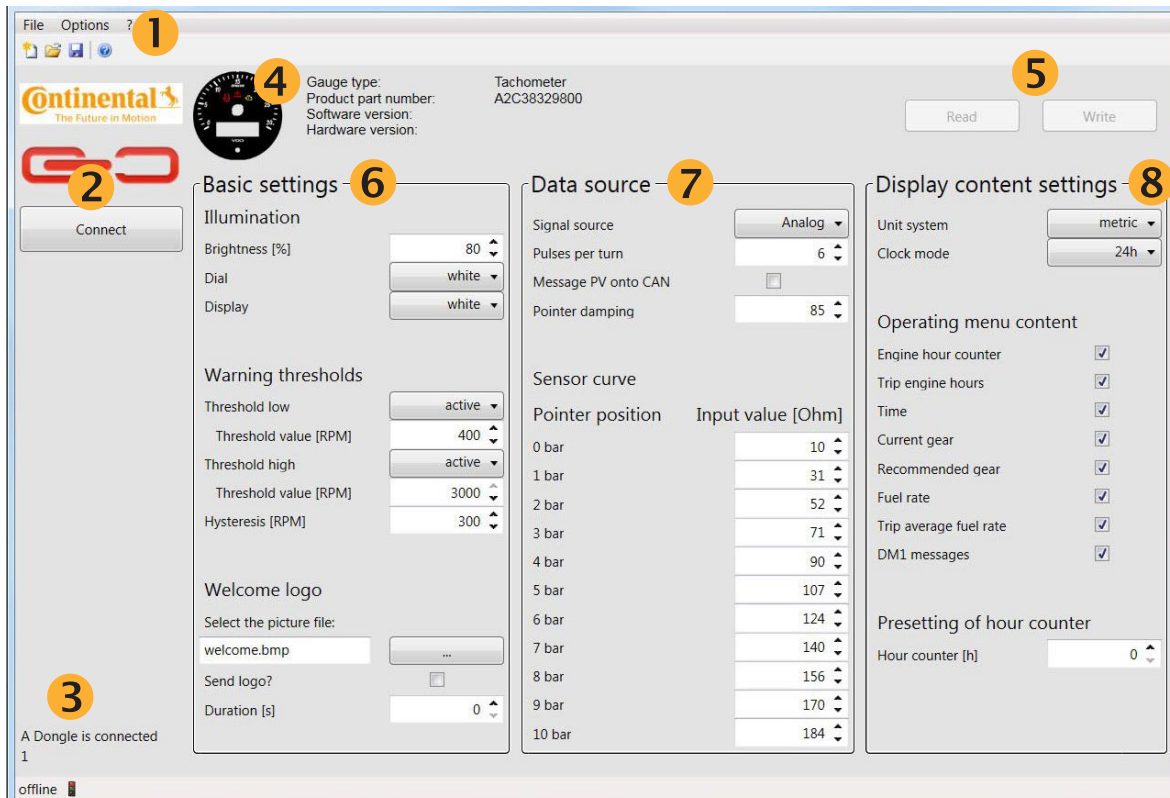 File Options ?
1
Continental
The Future in Motion
2
Connect
3
A Dongle is connected
1
offline
4
VDO
Gauge type: Tachometer
Product part number: A2C38329800
Software version:
Hardware version:
5
Read Write
Basic settings 6
Illumination
Brightness [%] 80
Dial white
Display white
Warning thresholds
Threshold low active
Threshold value [RPM] 400
Threshold high active
Threshold value [RPM] 3000
Hysteresis [RPM] 300
Welcome logo
Select the picture file:
welcome.bmp ...
Send logo?
Duration [s] 0
Data source 7
Signal source Analog
Pulses per turn 6
Message PV onto CAN
Pointer damping 85
Sensor curve
Pointer position Input value [Ohm]
0 bar 10
1 bar 31
2 bar 52
3 bar 71
4 bar 90
5 bar 107
6 bar 124
7 bar 140
8 bar 156
9 bar 170
10 bar 184
Display content settings 8
Unit system metric
Clock mode 24h
Operating menu content
Engine hour counter
Trip engine hours
Time
Current gear
Recommended gear
Fuel rate
Trip average fuel rate
DM1 messages
Presetting of hour counter
Hour counter [h] 0